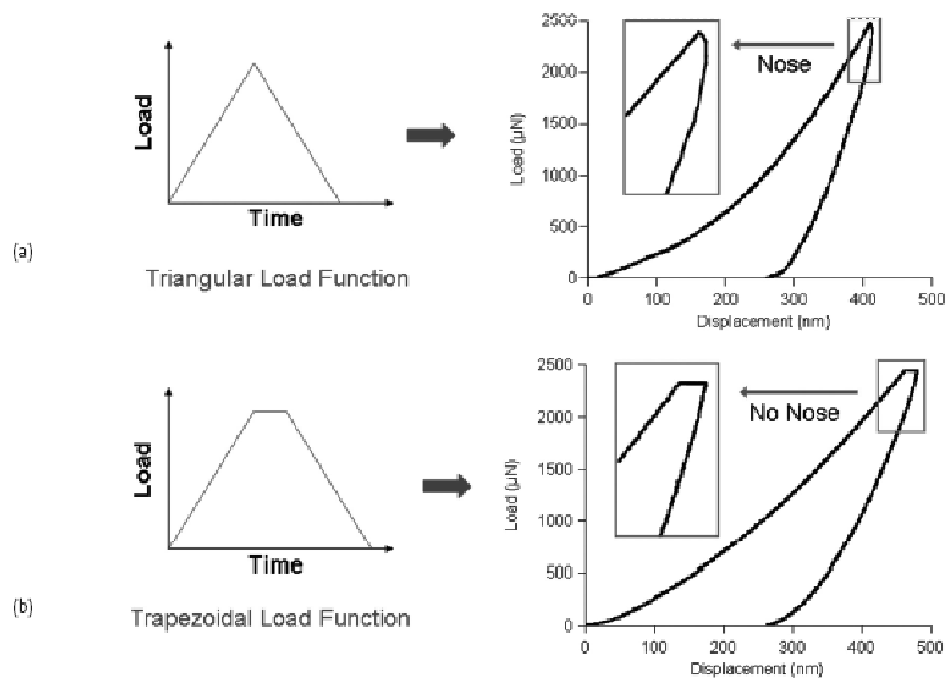 (a)
Load
Time
Triangular Load Function
Nose
Load (µN)
2500
2000
1500
1000
500
0
0 100 200 300 400 500
Displacement (nm)
(b)
Load
Time
Trapezoidal Load Function
No Nose
Load (µN)
2500
2000
1500
1000
500
0
0 100 200 300 400 500
Displacement (nm)